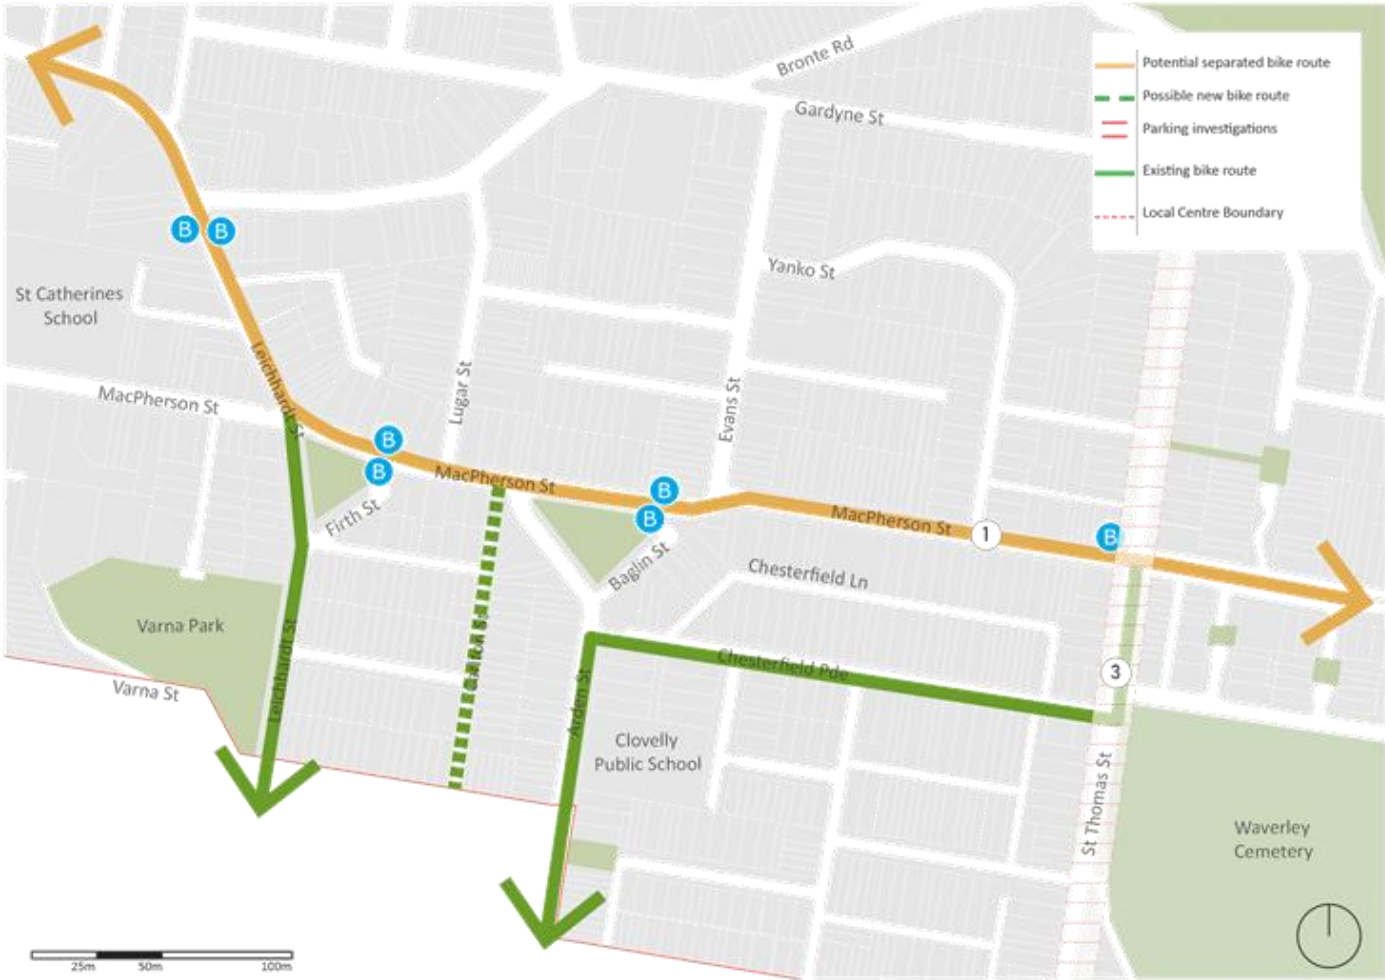 Bronte Rd
Gardyne St
Potential separated bike route
Possible new bike route
Parking investigations
Existing bike route
Local Centre Boundary
B
B
Yanko St
St Catherines
School
Leichhardt St
MacPherson St
Lugar St
Evans St
B
B
MacPherson St
B
B
Firth St
MacPherson St
1
B
Baglin St
Chesterfield Ln
Varna Park
Leichhardt St
Chesterfield Pde
3
Varna St
Arden St
Clovelly
Public School
St Thomas St
Waverley
Cemetery
25m
50m
100m